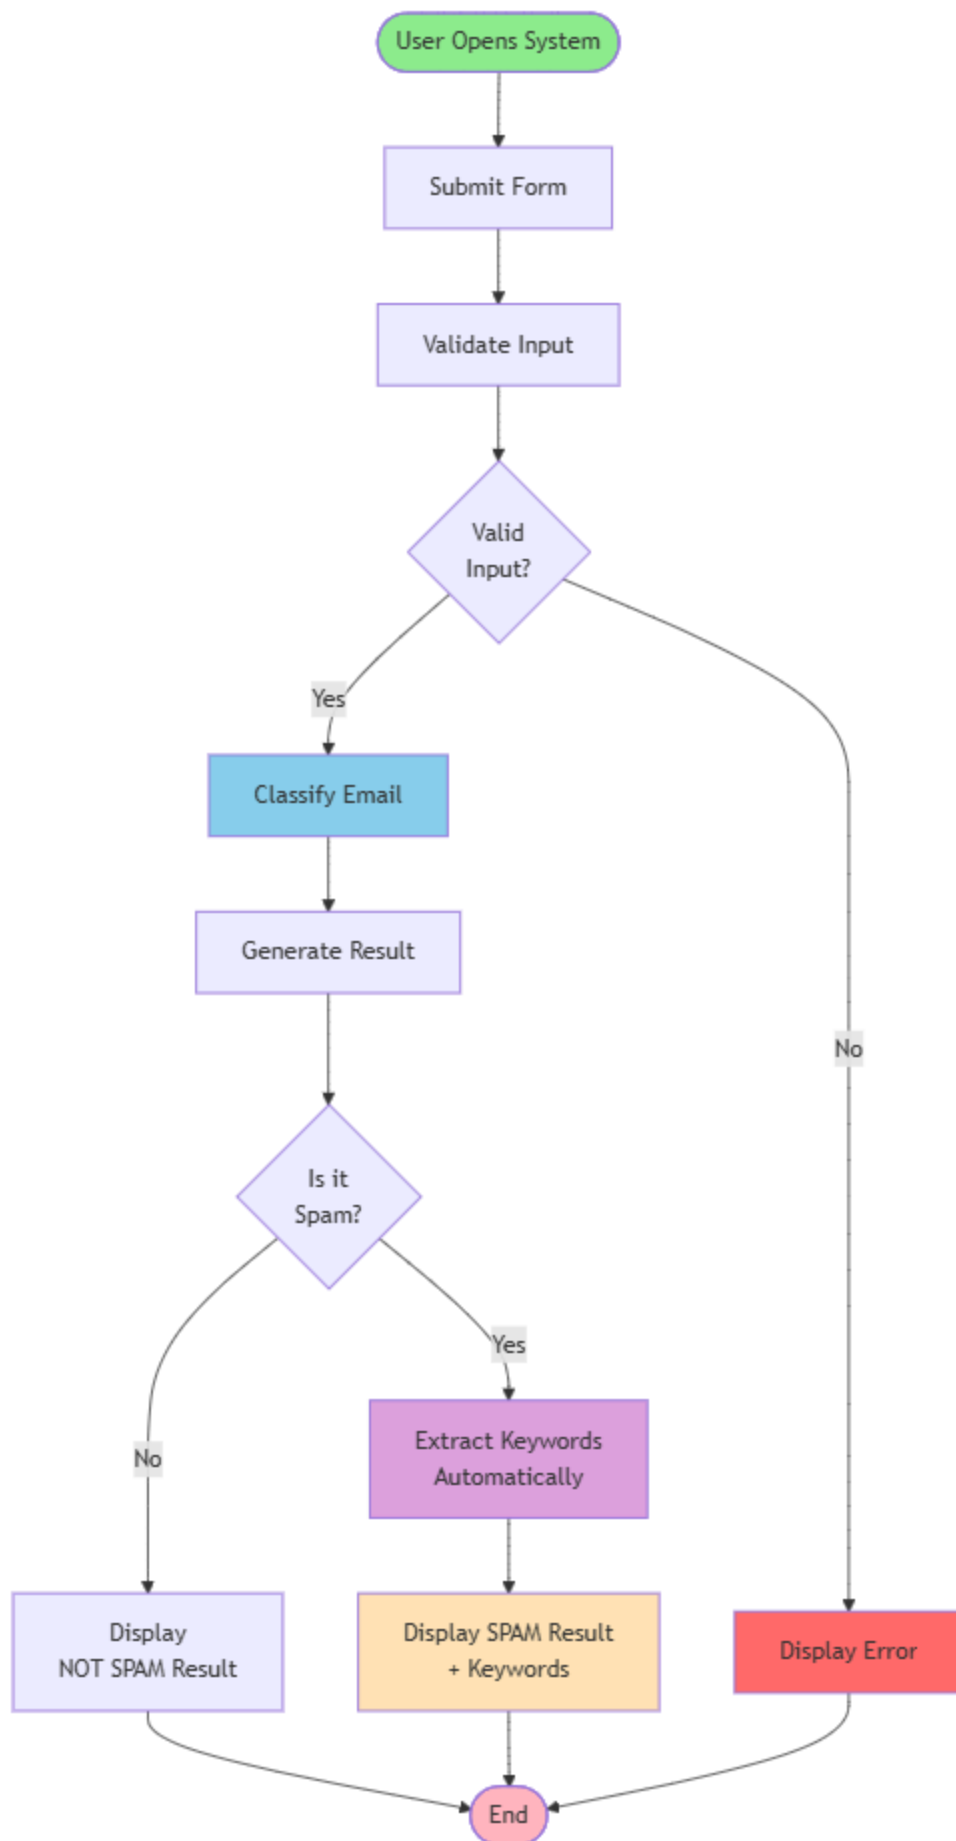 User Opens System
Submit Form
Validate Input
Valid
Input?
Yes
Classify Email
Generate Result
No
Is it
Spam?
Yes
Extract Keywords
Automatically
No
Display
NOT SPAM Result
Display SPAM Result
+ Keywords
Display Error
End